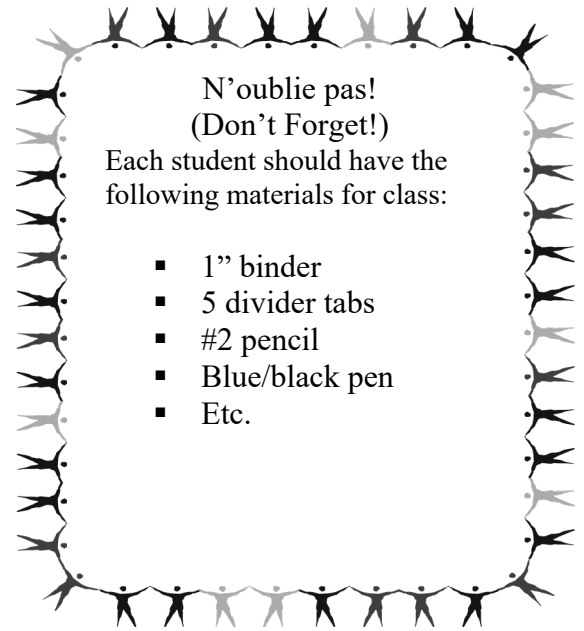 N’oublie pas!
(Don’t Forget!)
Each student should have the
following materials for class:
▪ 1” binder
▪ 5 divider tabs
▪ #2 pencil
▪ Blue/black pen
▪ Etc.